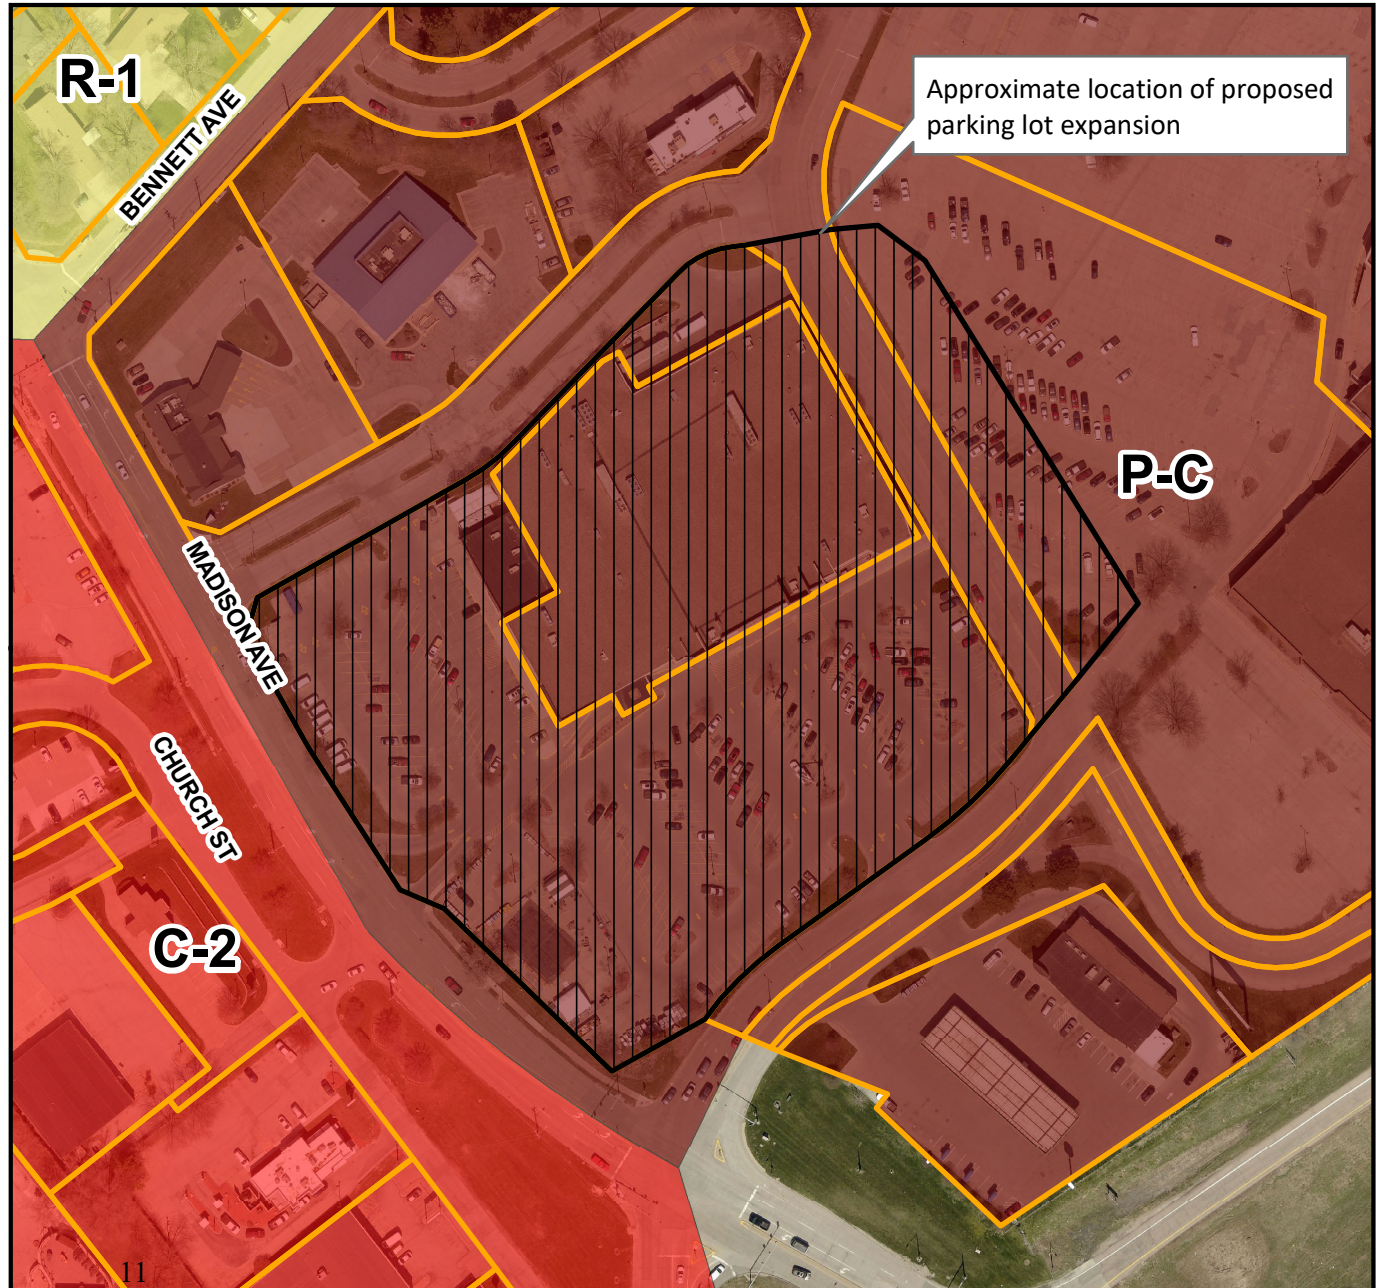 R-1
BENNETT AVE
Approximate location of proposed
parking lot expansion
P-C
MADISON AVE
CHURCH ST
C-2
11